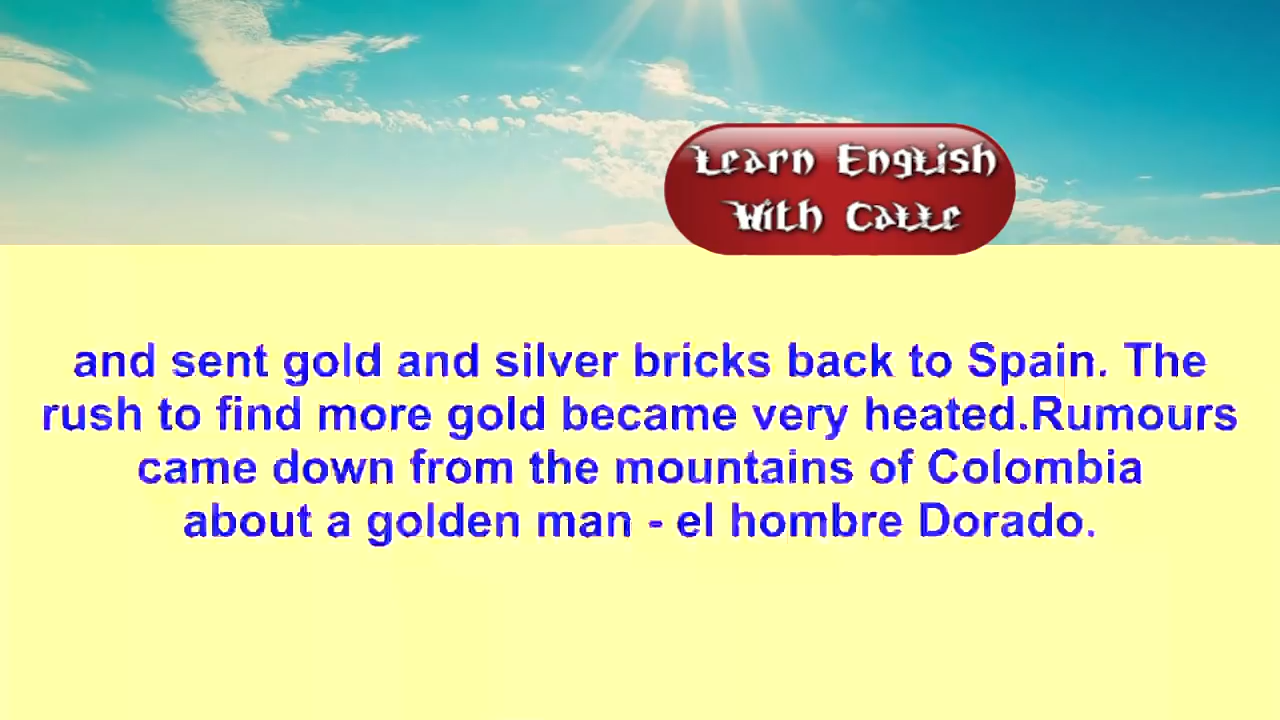 Learn English
With Catte
and sent gold and silver bricks back to Spain. The
rush to find more gold became very heated.Rumours
came down from the mountains of Colombia
about a golden man - el hombre Dorado.